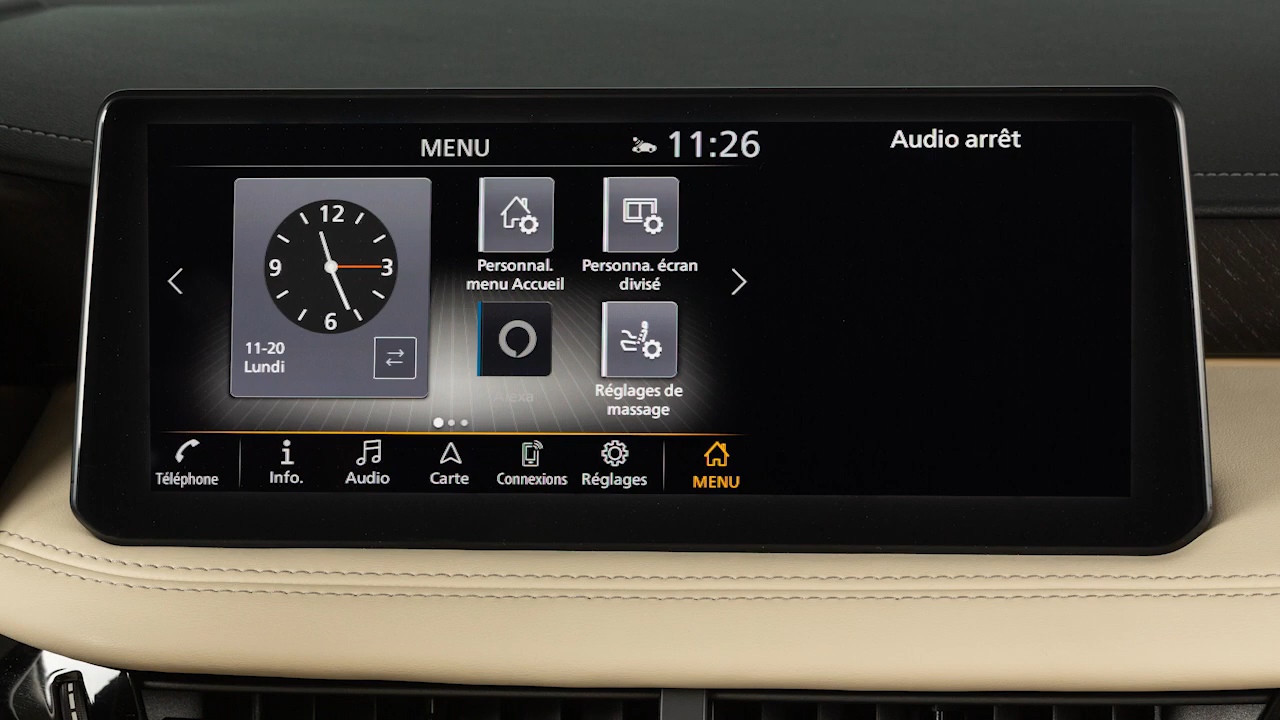 MENU
11:26
Audio arrêt
12
9
3
6
11-20
Lundi
Personnal.
menu Accueil
Personna. écran
divisé
Alexa
Réglages de
massage
Téléphone
Info.
Audio
Carte
Connexions
Réglages
MENU